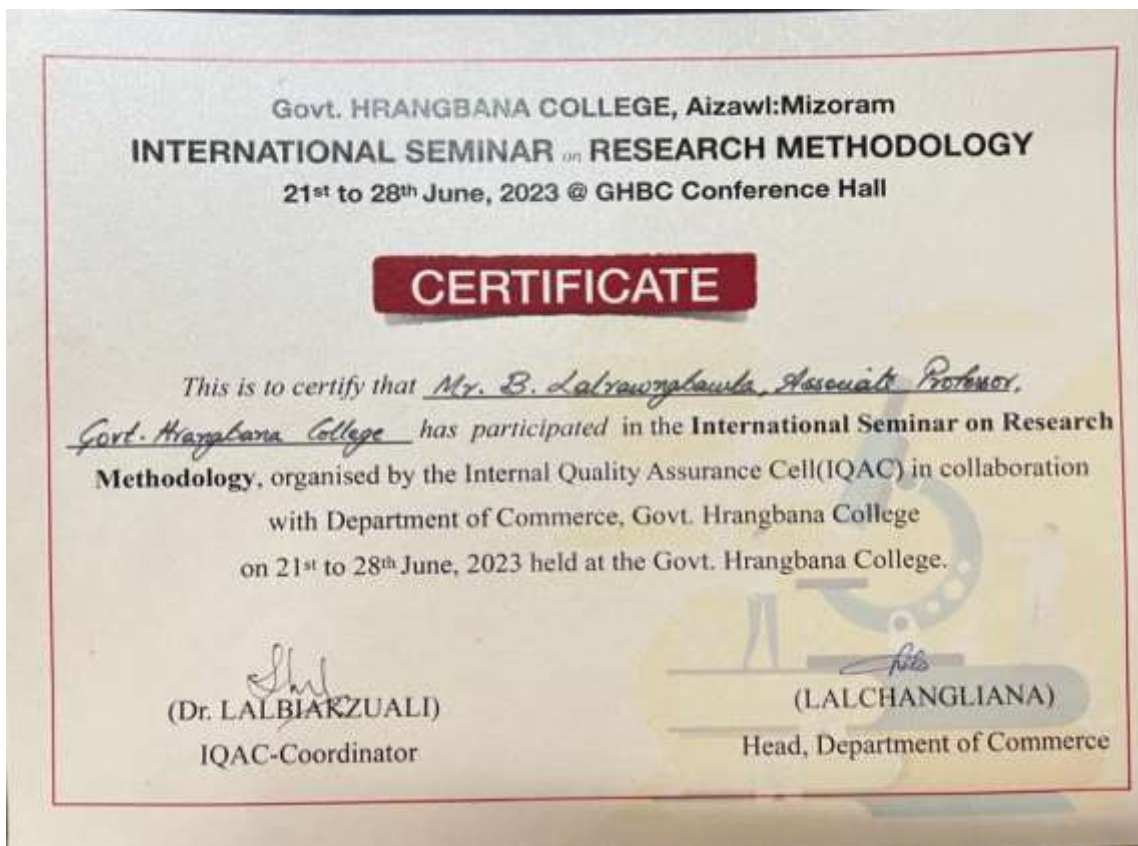 Govt. HRANGBANA COLLEGE, Aizawl:Mizoram
INTERNATIONAL SEMINAR on RESEARCH METHODOLOGY
21st to 28th June, 2023 @ GHBC Conference Hall
CERTIFICATE
This is to certify that Mr. B. Lalrawngbawla, Associate Professor,
Govt. Hrangbana College has participated in the International Seminar on Research
Methodology, organised by the Internal Quality Assurance Cell(IQAC) in collaboration
with Department of Commerce, Govt. Hrangbana College
on 21st to 28th June, 2023 held at the Govt. Hrangbana College.
(Dr. LALBIAKZUALI)
IQAC-Coordinator
(LALCHANGLIANA)
Head, Department of Commerce